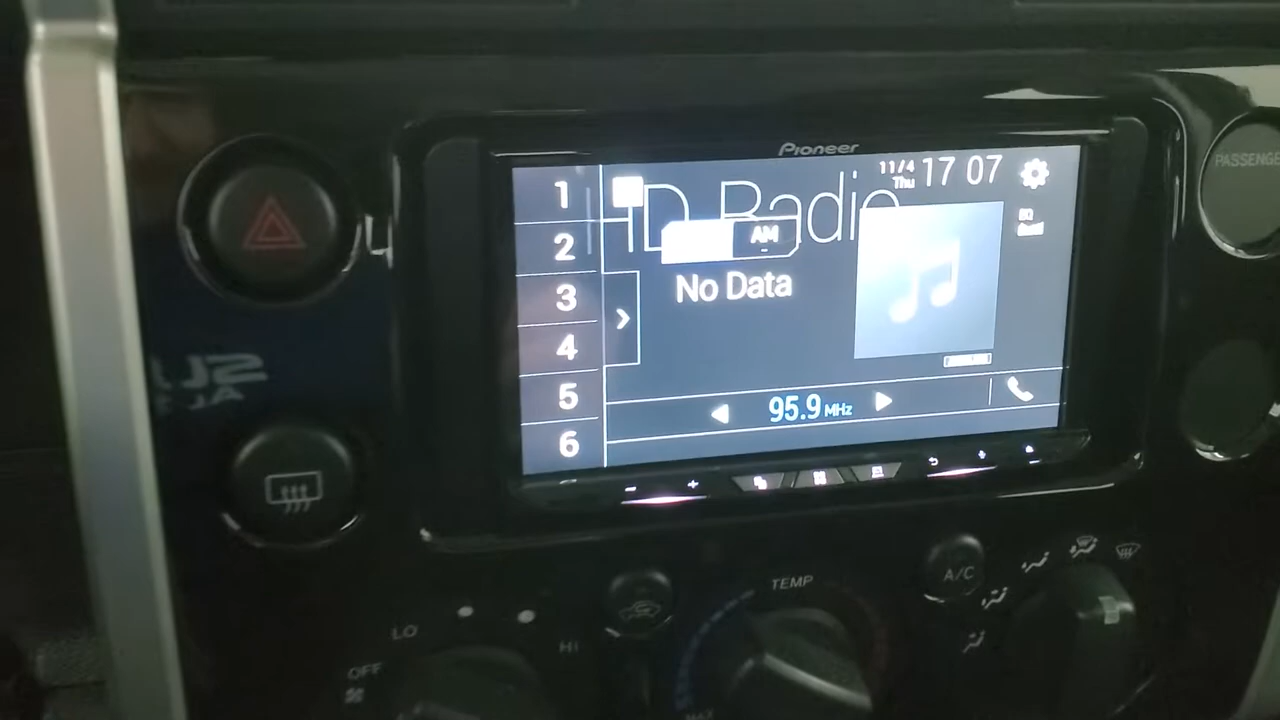 Pioneer
11/4
Thu
17 07
HD Radio
AM
No Data
1
2
3
4
5
6
95.9 MHz
PASSENGE
TEMP
A/C
LO
HI
OFF
MAX